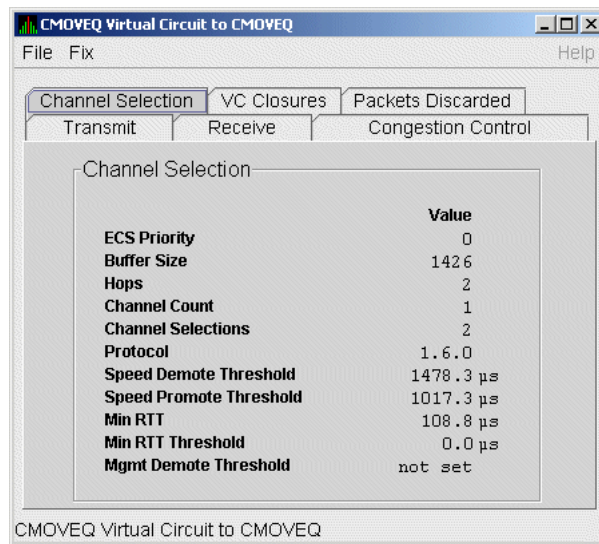 CMOVEQ Virtual Circuit to CMOVEQ
File Fix Help
Channel Selection VC Closures Packets Discarded
Transmit Receive Congestion Control
Channel Selection
Value
ECS Priority 0
Buffer Size 1426
Hops 2
Channel Count 1
Channel Selections 2
Protocol 1.6.0
Speed Demote Threshold 1478.3 µs
Speed Promote Threshold 1017.3 µs
Min RTT 108.8 µs
Min RTT Threshold 0.0 µs
Mgmt Demote Threshold not set
CMOVEQ Virtual Circuit to CMOVEQ